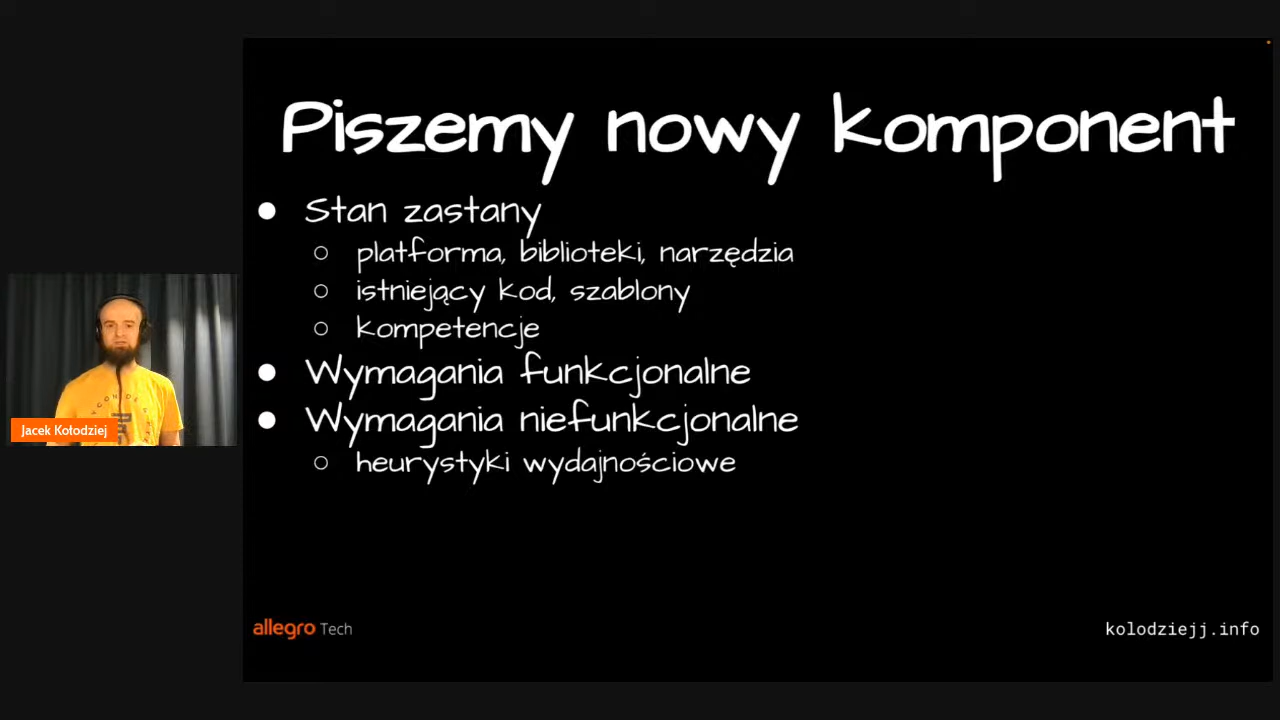 Piszemy nowy komponent
● Stan zastany
○ platforma, biblioteki, narzędzia
○ istniejący kod, szablony
○ kompetencje
● Wymagania funkcjonalne
● Wymagania niefunkcjonalne
○ heurystyki wydajnościowe
Jacek Kołodziej
allegro Tech
kolodziejj.info